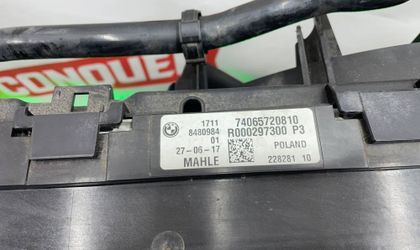 CONQUE
1711 74065720810
8480984 R000297300 P3
01
27-06-17 POLAND
MAHLE 228281 10